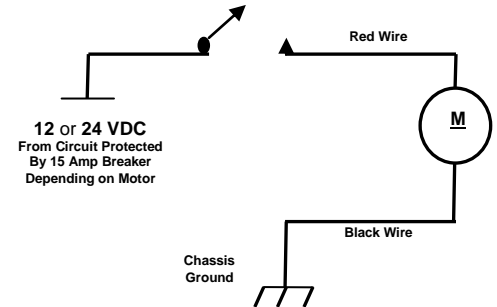 Red Wire
M
12 or 24 VDC
From Circuit Protected
By 15 Amp Breaker
Depending on Motor
Black Wire
Chassis
Ground